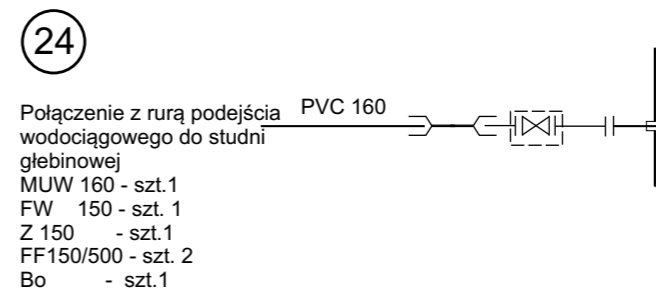 24
Połączenie z rurą podejścia
wodociągowego do studni
głebinowej
MUW 160 - szt.1
FW 150 - szt. 1
Z 150 - szt.1
FF150/500 - szt. 2
Bo - szt.1
PVC 160